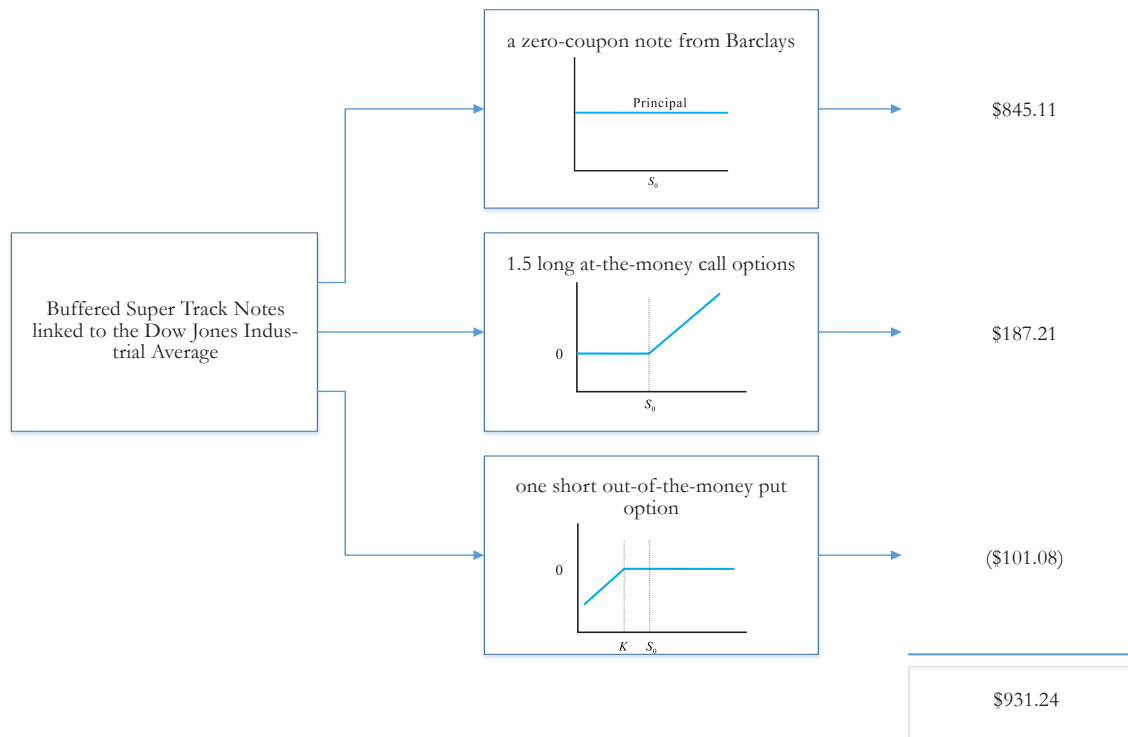 a zero-coupon note from Barclays
Principal
S₀
$845.11
Buffered Super Track Notes
linked to the Dow Jones Indus-
trial Average
1.5 long at-the-money call options
0
S₀
$187.21
one short out-of-the-money put
option
0
K S₀
($101.08)
$931.24